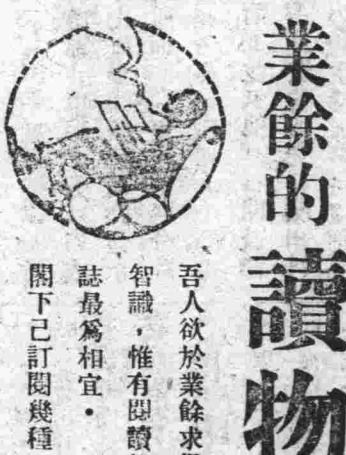 業餘的讀物
吾人欲於業餘求
智識，惟有閱讀
誌最爲相宜．
閣下已訂閱幾種